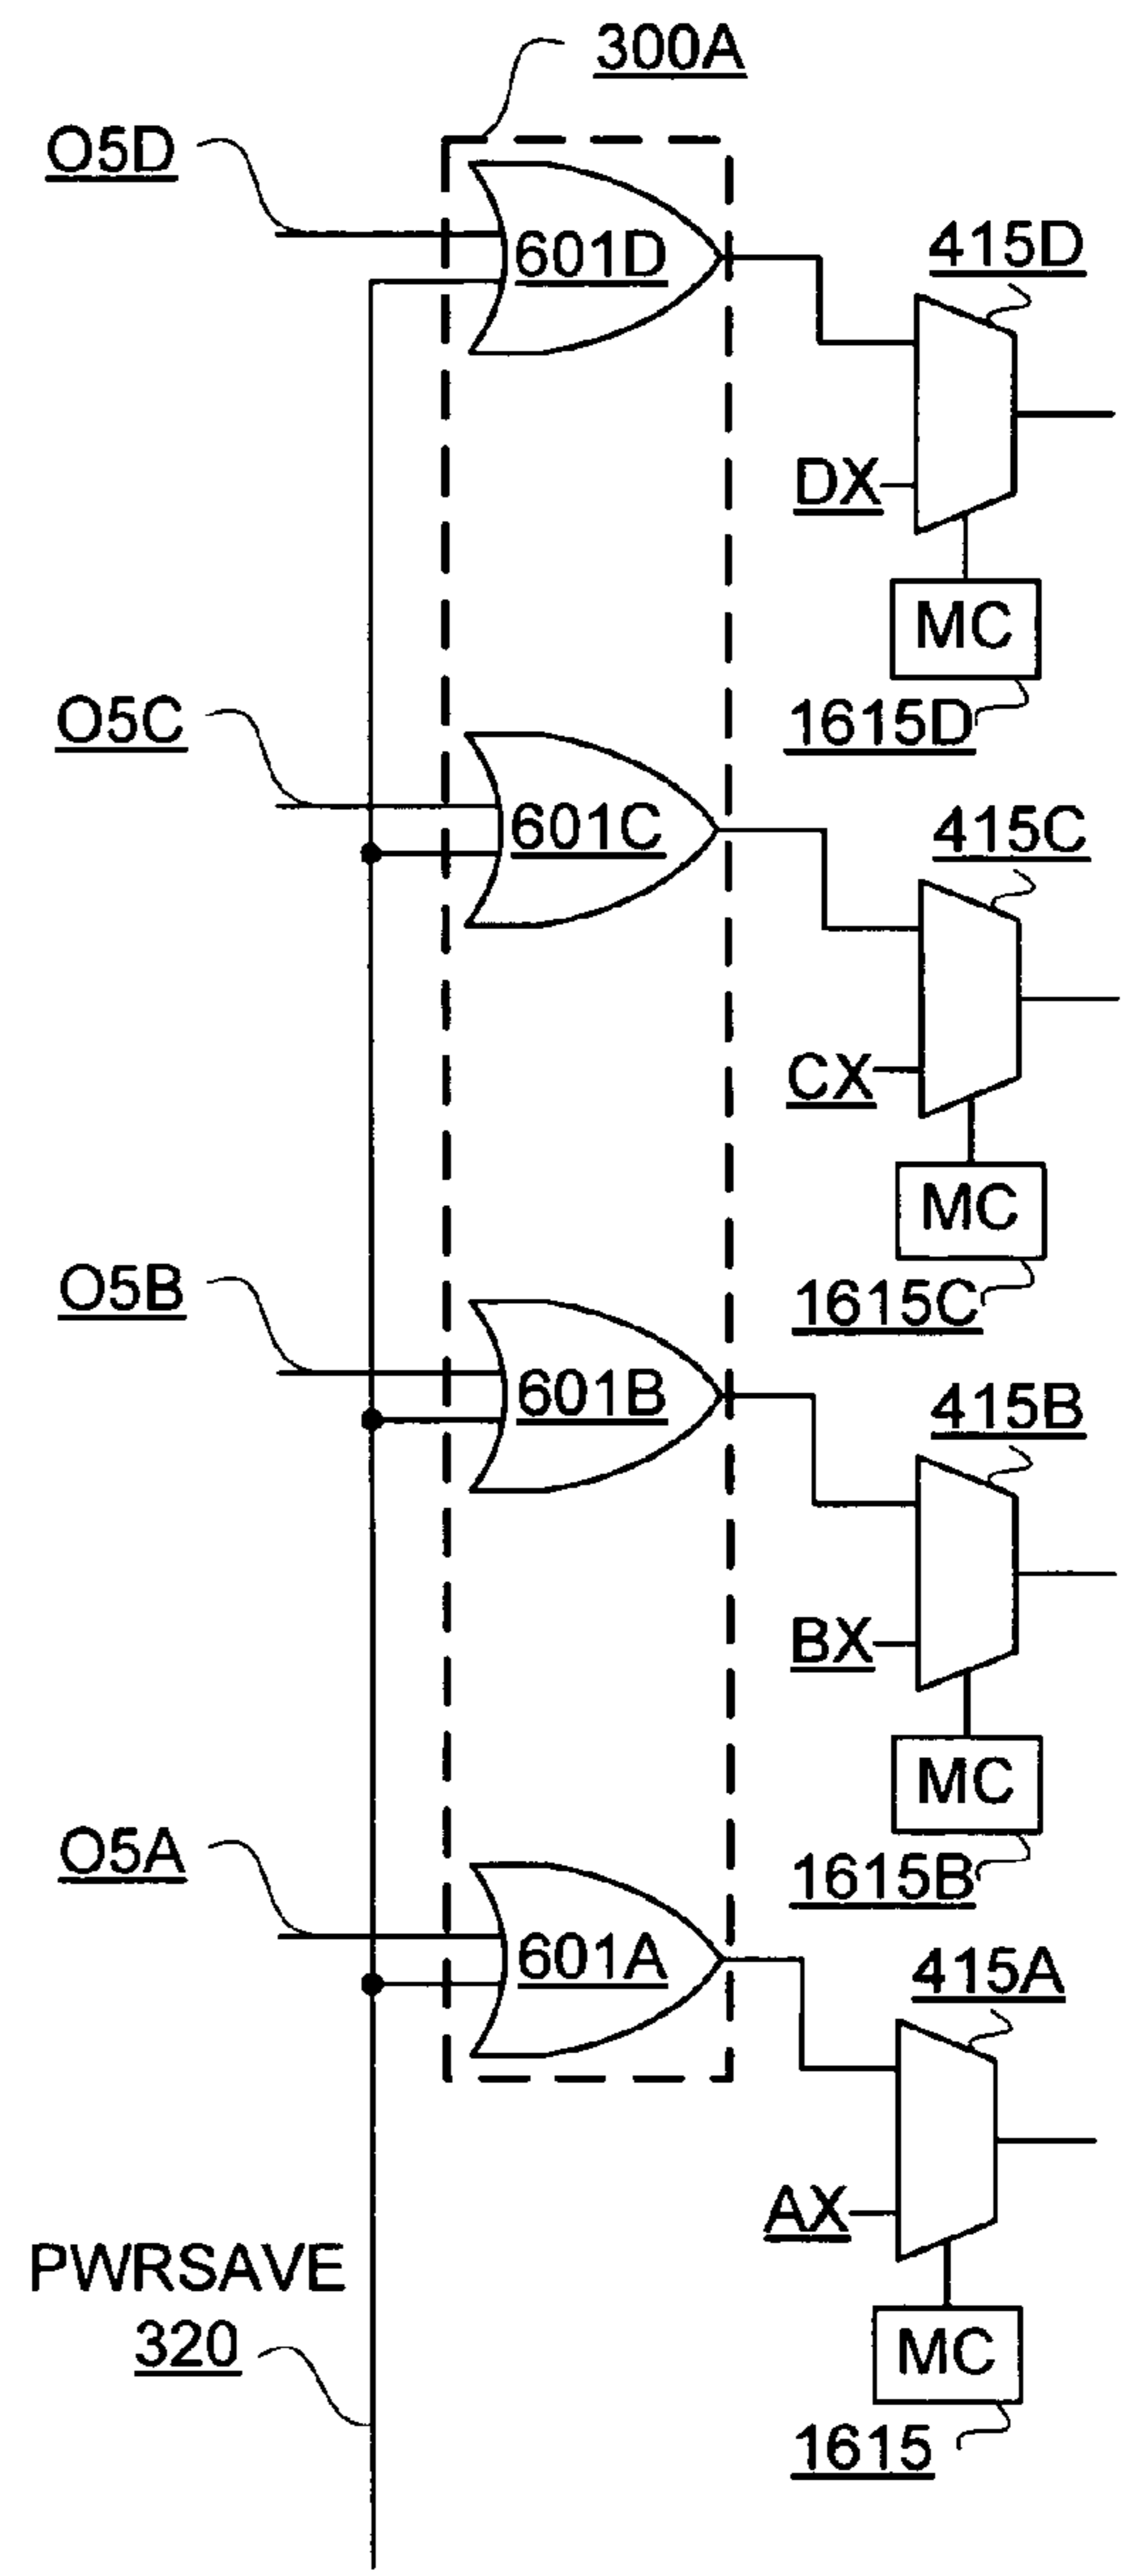 300A
O5D
601D
415D
DX
MC
1615D
O5C
601C
415C
CX
MC
1615C
O5B
601B
415B
BX
MC
1615B
O5A
601A
415A
AX
MC
1615
PWRSAVE
320